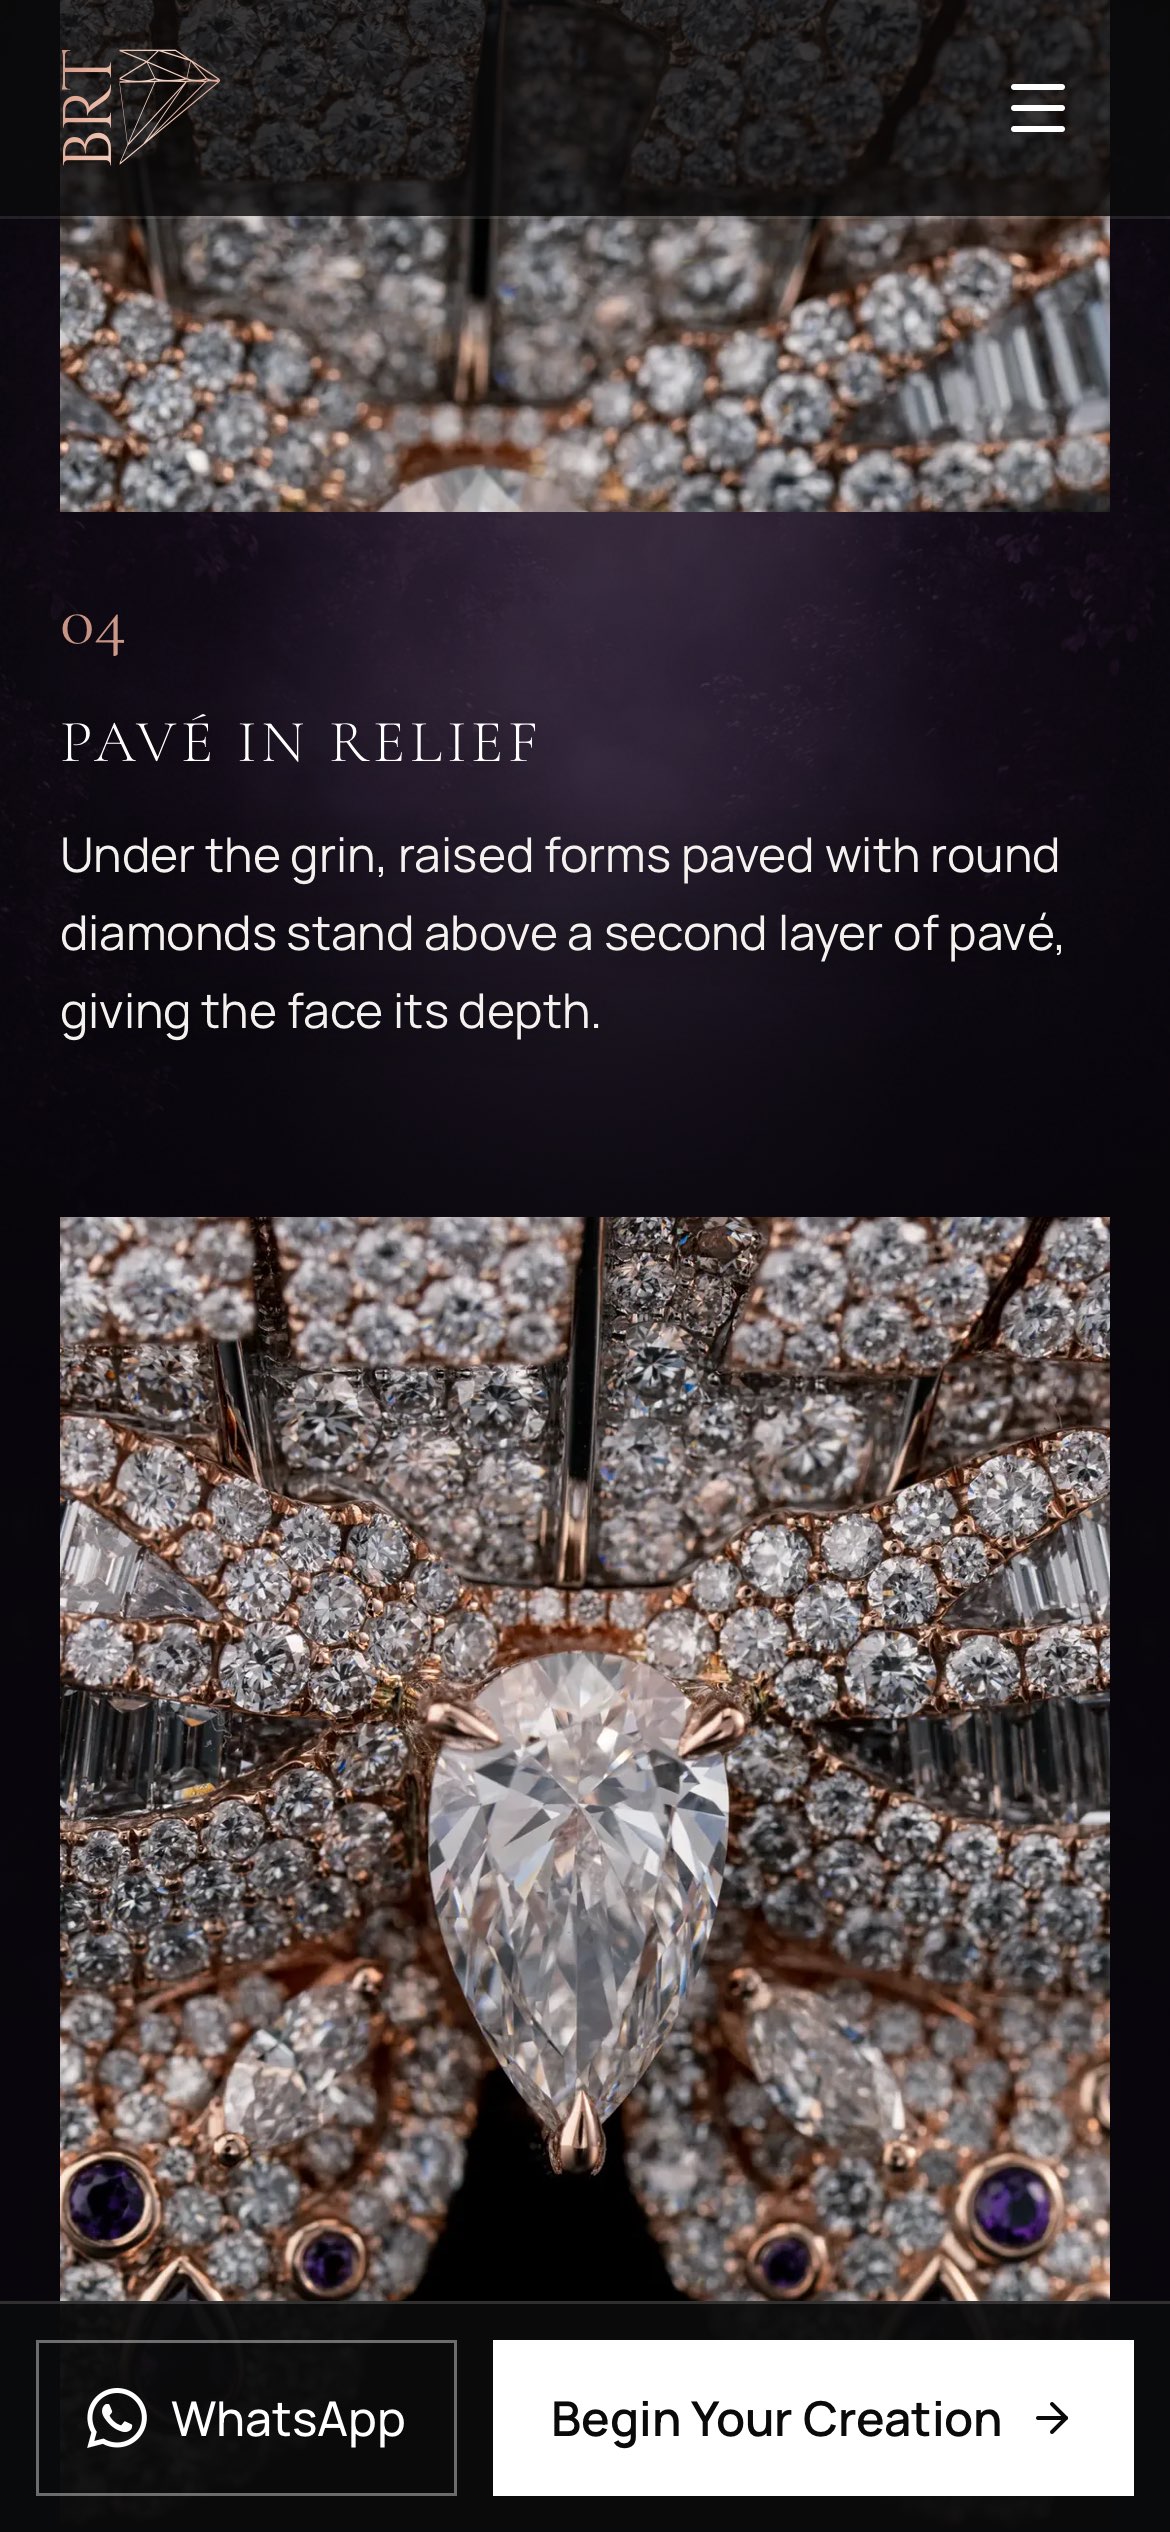 BRT
04
PAVÉ IN RELIEF
Under the grin, raised forms paved with round
diamonds stand above a second layer of pavé,
giving the face its depth.
WhatsApp
Begin Your Creation →